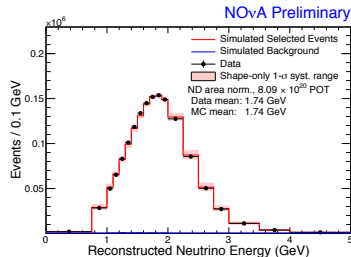 NOvA Preliminary
×10⁶
0.2
0.15
0.1
0.05
Events / 0.1 GeV
Simulated Selected Events
Simulated Background
Data
Shape-only 1-σ syst. range
ND area norm., 8.09 × 10²⁰ POT
Data mean: 1.74 GeV
MC mean: 1.74 GeV
0 1 2 3 4 5
Reconstructed Neutrino Energy (GeV)